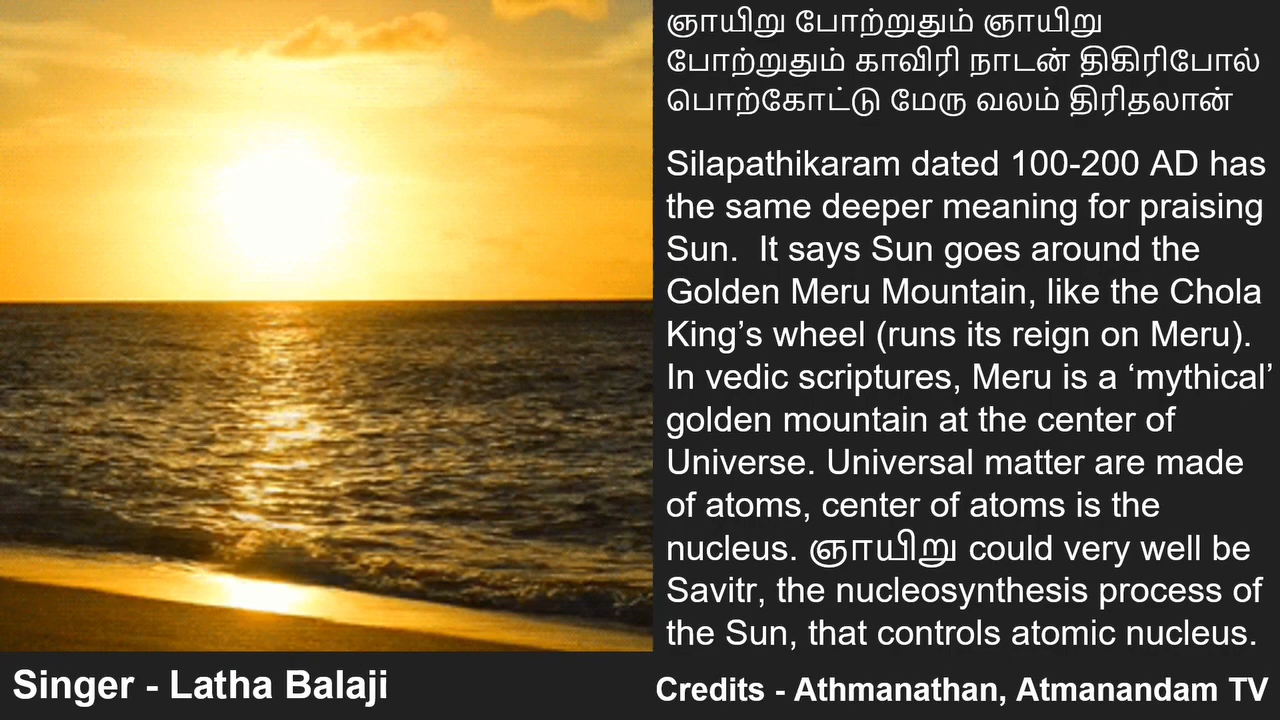 ஞாயிறு போற்றுதும் ஞாயிறு
போற்றுதும் காவிரி நாடன் திகிரிபோல்
பொற்கோட்டு மேரு வலம் திரிதலான்
Silapathikaram dated 100-200 AD has
the same deeper meaning for praising
Sun.  It says Sun goes around the
Golden Meru Mountain, like the Chola
King’s wheel (runs its reign on Meru).
In vedic scriptures, Meru is a ‘mythical’
golden mountain at the center of
Universe. Universal matter are made
of atoms, center of atoms is the
nucleus. ஞாயிறு could very well be
Savitr, the nucleosynthesis process of
the Sun, that controls atomic nucleus.
Singer - Latha Balaji
Credits - Athmanathan, Atmanandam TV